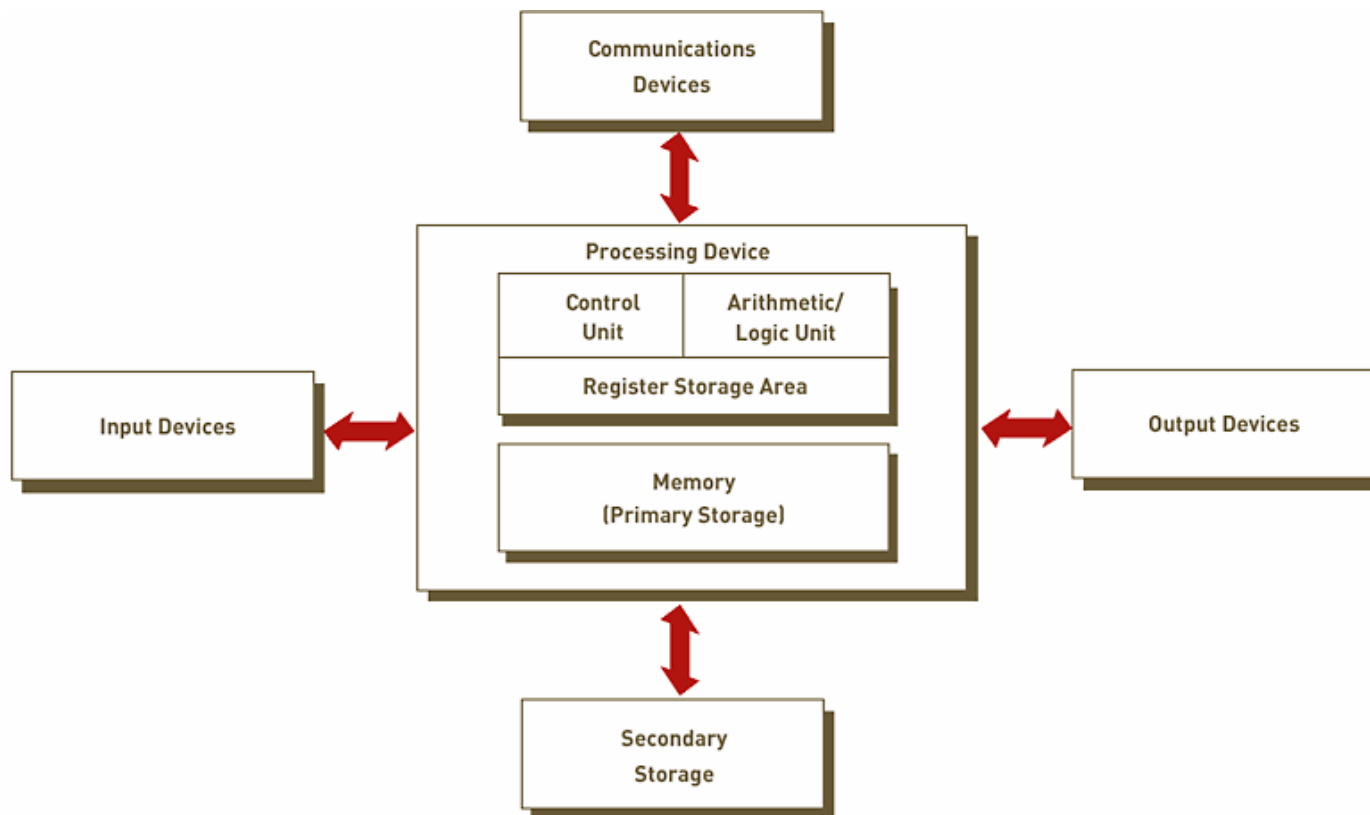 Communications
Devices
Processing Device
Control
Unit
Arithmetic/
Logic Unit
Register Storage Area
Input Devices
Output Devices
Memory
(Primary Storage)
Secondary
Storage